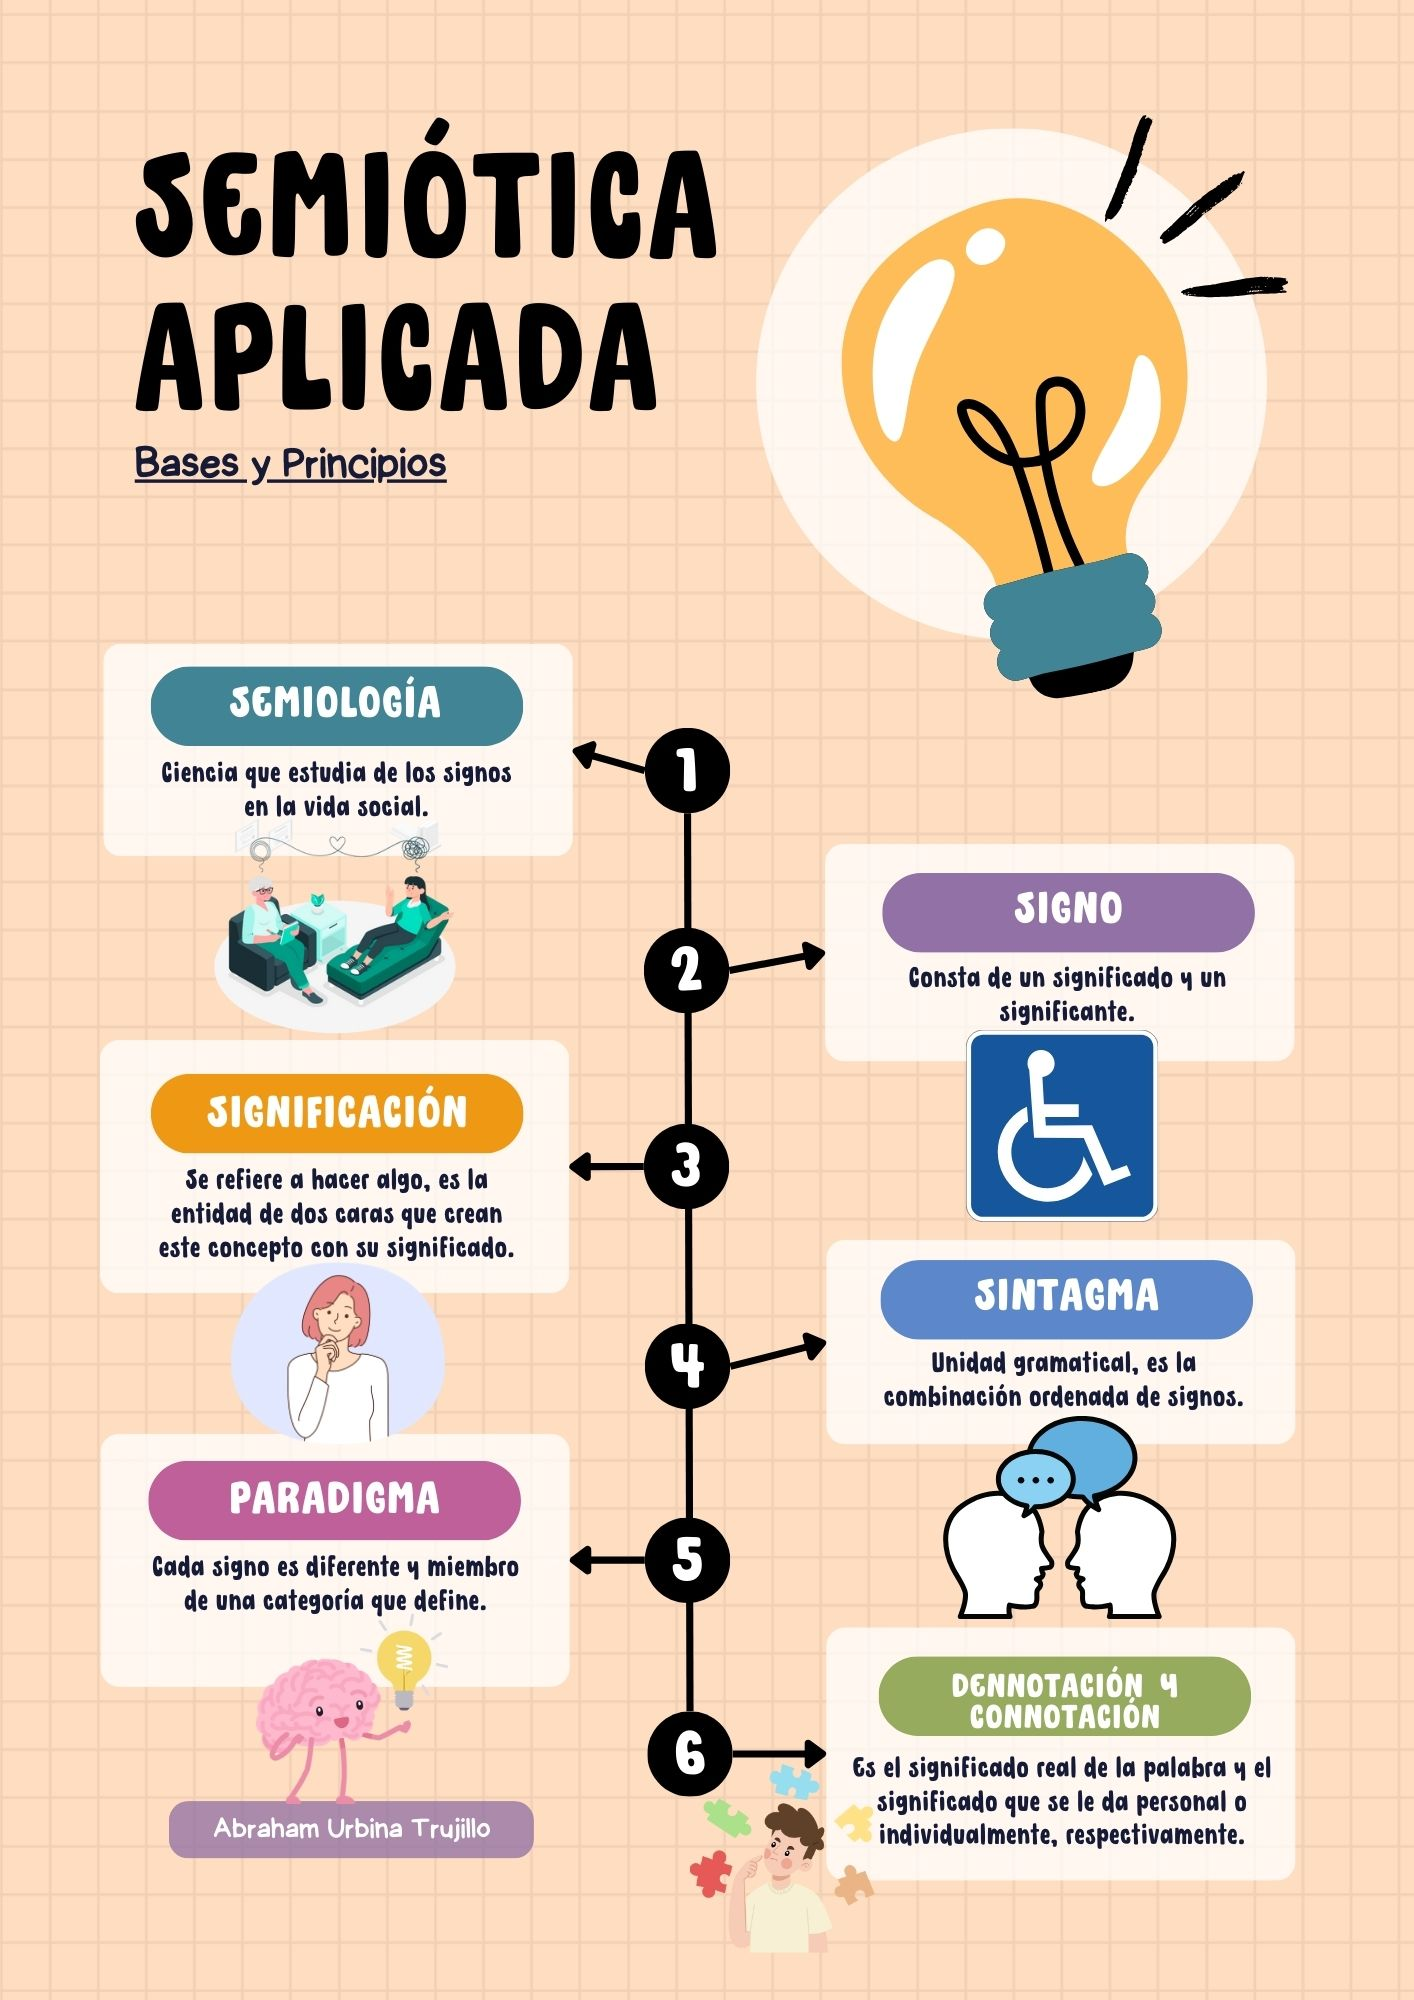 SEMIÓTICA
APLICADA
Bases y Principios
SEMIOLOGÍA
Ciencia que estudia de los signos
en la vida social.
1
2
SIGNO
Consta de un significado y un
significante.
SIGNIFICACIÓN
Se refiere a hacer algo, es la
entidad de dos caras que crean
este concepto con su significado.
3
4
SINTAGMA
Unidad gramatical, es la
combinación ordenada de signos.
PARADIGMA
Cada signo es diferente y miembro
de una categoría que define.
5
6
DENNOTACIÓN Y
CONNOTACIÓN
Es el significado real de la palabra y el
significado que se le da personal o
individualmente, respectivamente.
Abraham Urbina Trujillo